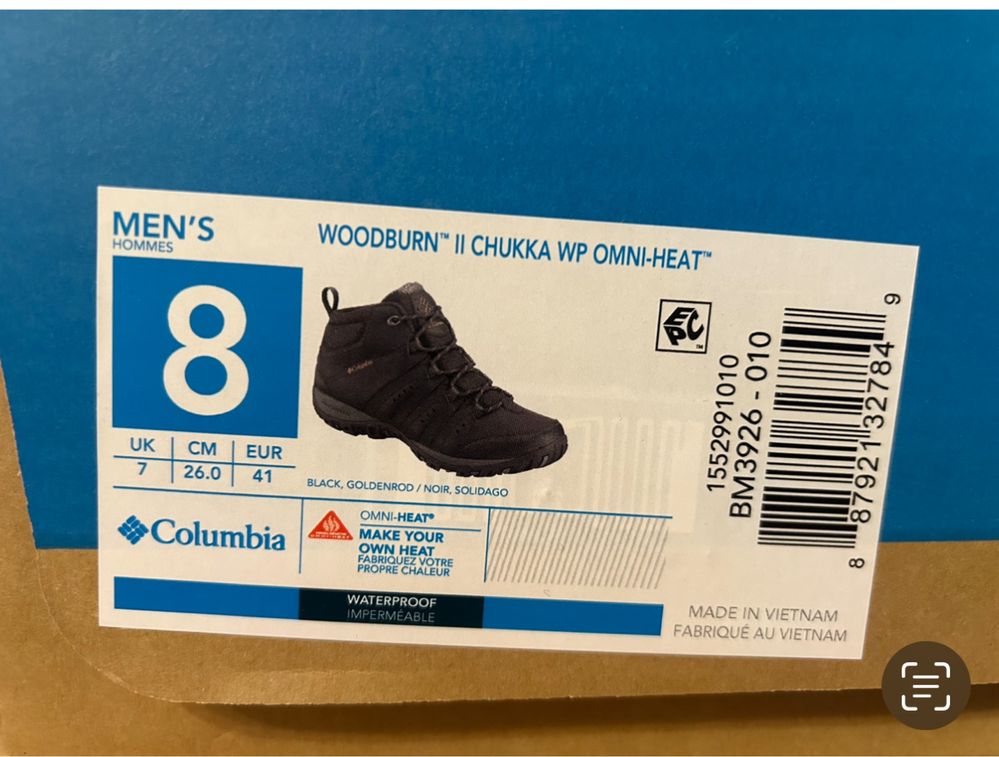 MEN'S
HOMMES
WOODBURN™ II CHUKKA WP OMNI-HEAT™
8
UK CM EUR
7 26.0 41
Columbia
BLACK, GOLDENROD / NOIR, SOLIDAGO
EPC™
1552991010
BM3926 - 010
8 87921 32784 9
Columbia
OMNI-HEAT®
MAKE YOUR
OWN HEAT
FABRIQUEZ VOTRE
PROPRE CHALEUR
WATERPROOF
IMPERMÉABLE
MADE IN VIETNAM
FABRIQUÉ AU VIETNAM